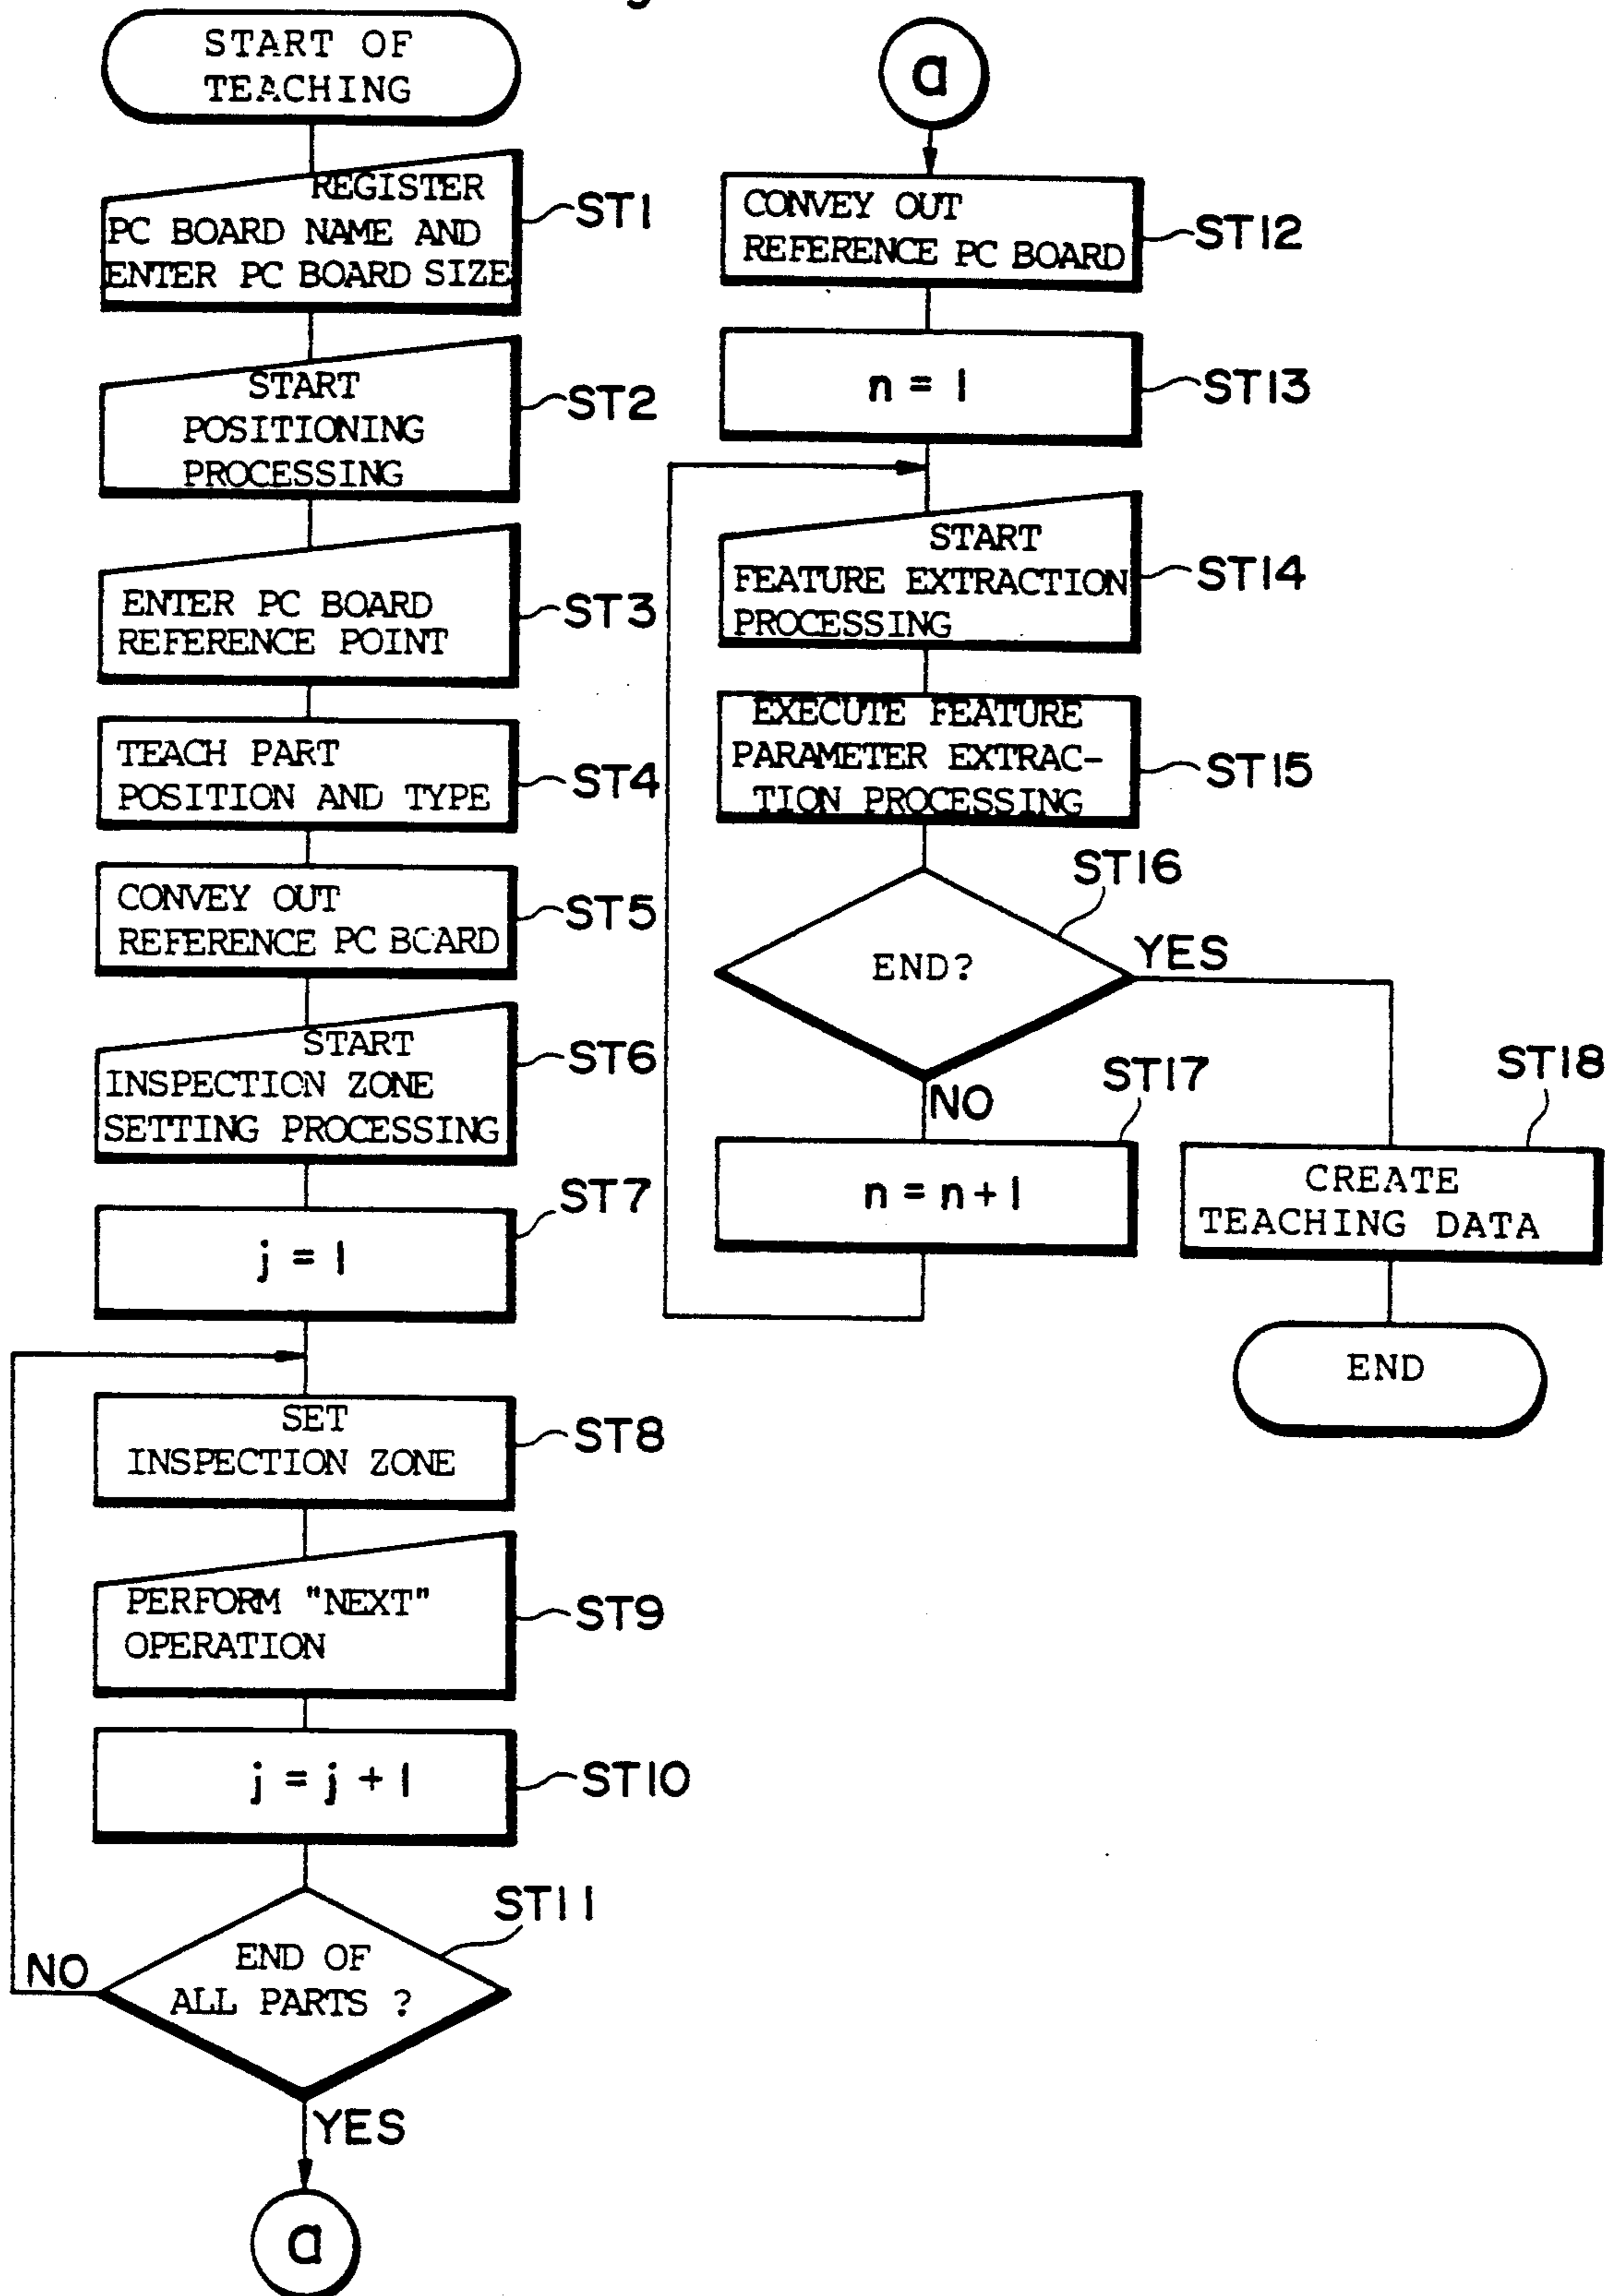 START OF
TEACHING
REGISTER
PC BOARD NAME AND
ENTER PC BOARD SIZE
ST1
START
POSITIONING
PROCESSING
ST2
ENTER PC BOARD
REFERENCE POINT
ST3
TEACH PART
POSITION AND TYPE
ST4
CONVEY OUT
REFERENCE PC BOARD
ST5
START
INSPECTION ZONE
SETTING PROCESSING
ST6
j = 1
ST7
SET
INSPECTION ZONE
ST8
PERFORM "NEXT"
OPERATION
ST9
j = j + 1
ST10
END OF
ALL PARTS ?
ST11
NO
YES
a
a
CONVEY OUT
REFERENCE PC BOARD
ST12
n = 1
ST13
START
FEATURE EXTRACTION
PROCESSING
ST14
EXECUTE FEATURE
PARAMETER EXTRAC-
TION PROCESSING
ST15
END?
ST16
YES
NO
n = n + 1
ST17
CREATE
TEACHING DATA
ST18
END